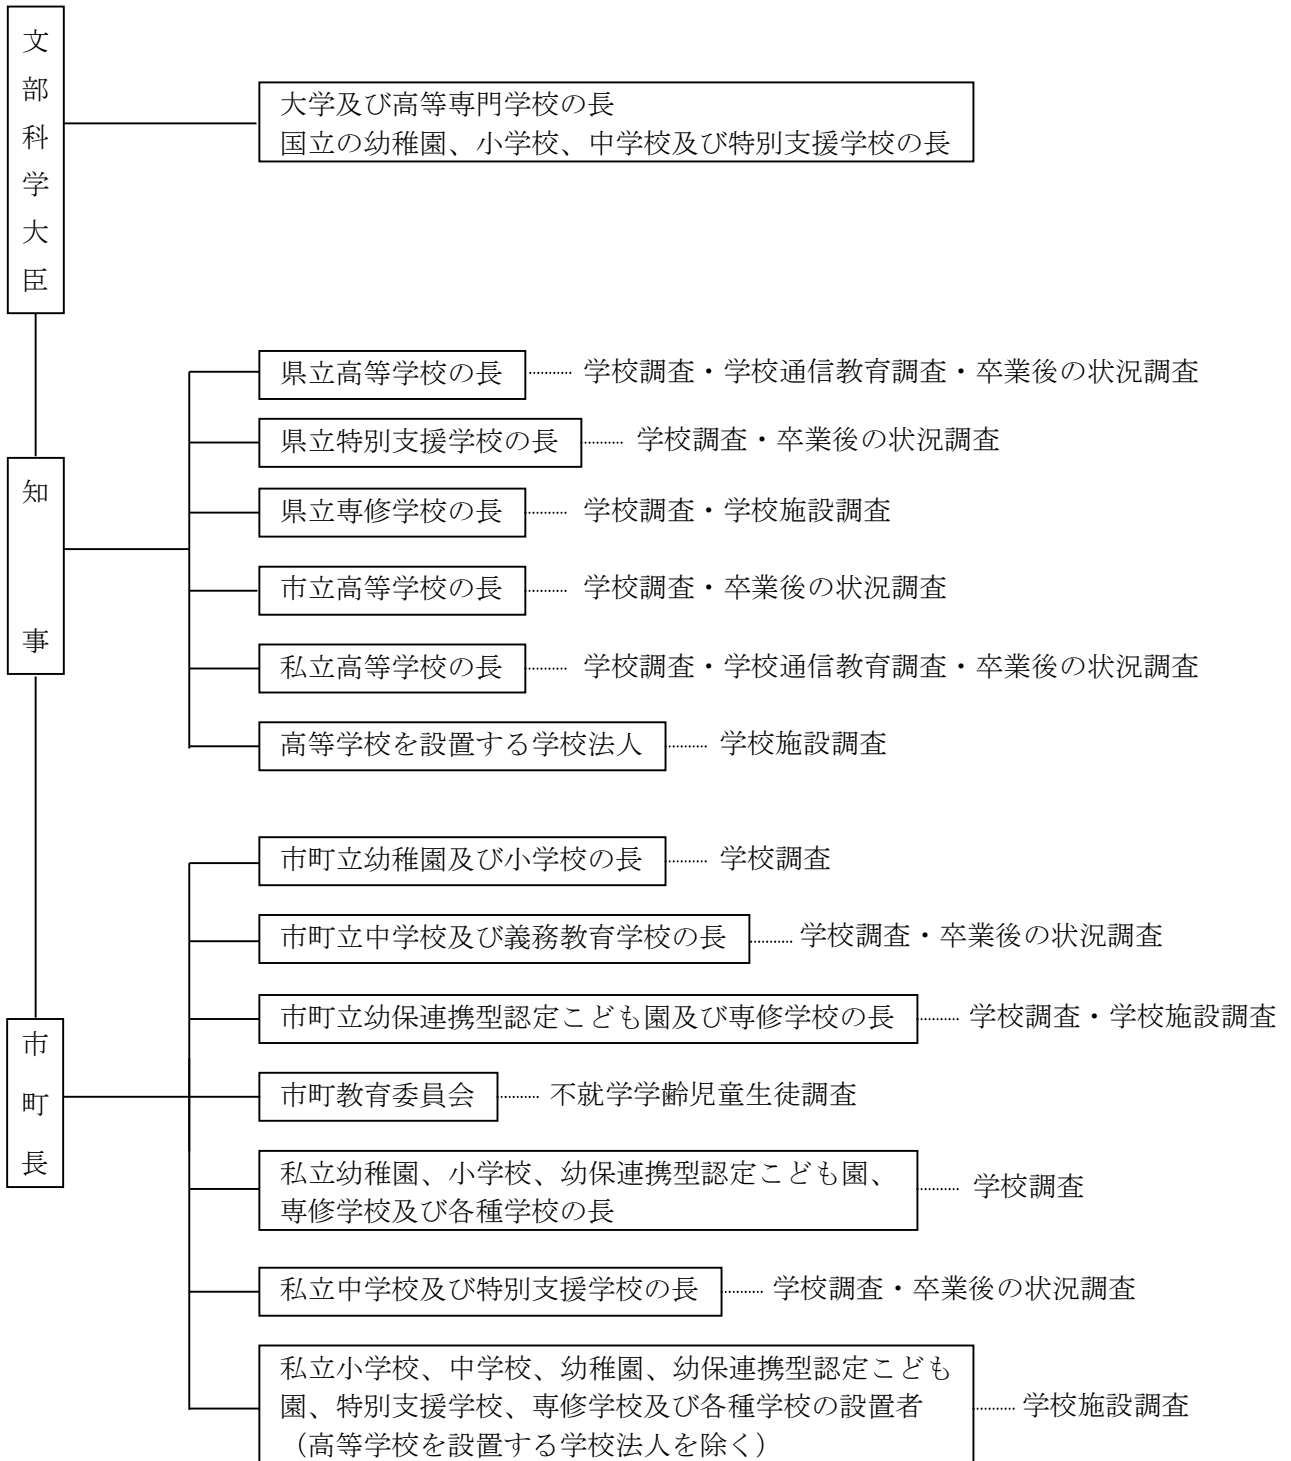 文部科学大臣
大学及び高等専門学校の長
国立の幼稚園、小学校、中学校及び特別支援学校の長
知事
県立高等学校の長 学校調査・学校通信教育調査・卒業後の状況調査
県立特別支援学校の長 学校調査・卒業後の状況調査
県立専修学校の長 学校調査・学校施設調査
市立高等学校の長 学校調査・卒業後の状況調査
私立高等学校の長 学校調査・学校通信教育調査・卒業後の状況調査
高等学校を設置する学校法人 学校施設調査
市町長
市町立幼稚園及び小学校の長 学校調査
市町立中学校及び義務教育学校の長 学校調査・卒業後の状況調査
市町立幼保連携型認定こども園及び専修学校の長 学校調査・学校施設調査
市町教育委員会 不就学学齢児童生徒調査
私立幼稚園、小学校、幼保連携型認定こども園、
専修学校及び各種学校の長 学校調査
私立中学校及び特別支援学校の長 学校調査・卒業後の状況調査
私立小学校、中学校、幼稚園、幼保連携型認定こども
園、特別支援学校、専修学校及び各種学校の設置者 学校施設調査
（高等学校を設置する学校法人を除く）